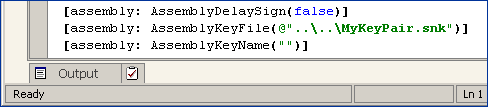 [assembly: AssemblyDelaySign(false)]
[assembly: AssemblyKeyFile(@"..\..\MyKeyPair.snk")]
[assembly: AssemblyKeyName("")]
Output
Ready
Ln 1